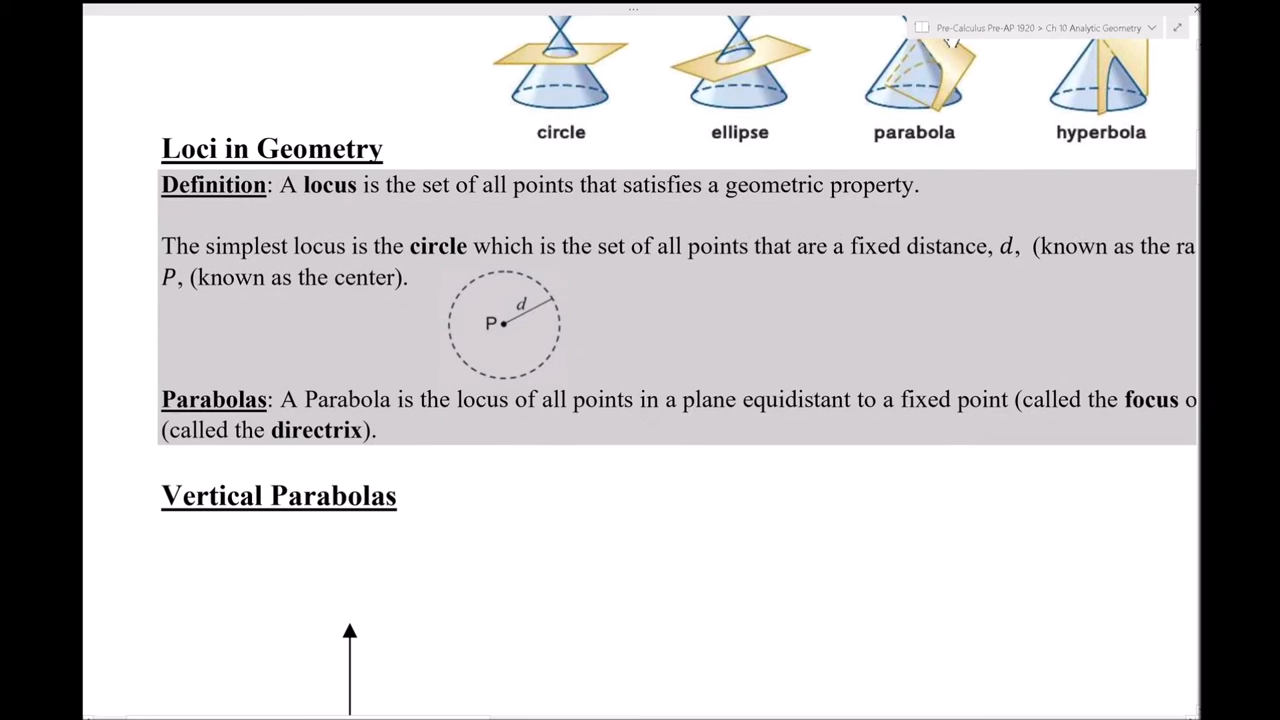 Pre-Calculus Pre-AP 1920 > Ch 10 Analytic Geometry
circle ellipse parabola hyperbola
Loci in Geometry
Definition: A locus is the set of all points that satisfies a geometric property.
The simplest locus is the circle which is the set of all points that are a fixed distance, d, (known as the ra
P, (known as the center).
d
P
Parabolas: A Parabola is the locus of all points in a plane equidistant to a fixed point (called the focus o
(called the directrix).
Vertical Parabolas